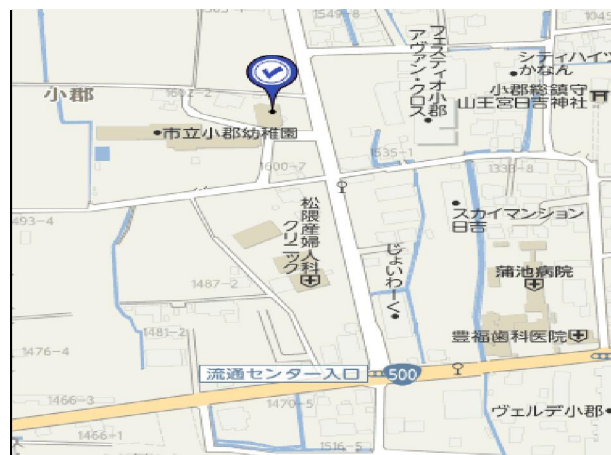 1549-8
1045
フェスティオ小郡
アヴァン・クロス
シティハイツ
かなん
小郡
1602-2
小郡総鎮守
山王宮日吉神社
市立小郡幼稚園
1600-7
1535-1
1333-8
493-4
松隈産婦人科
クリニック
スカイマンション
日吉
じょいわーく
蒲池病院
1487-2
1481-2
1476-4
豊福歯科医院
流通センター入口
500
1466-3
1470-5
ヴェルデ小郡
1466-1
1516-5